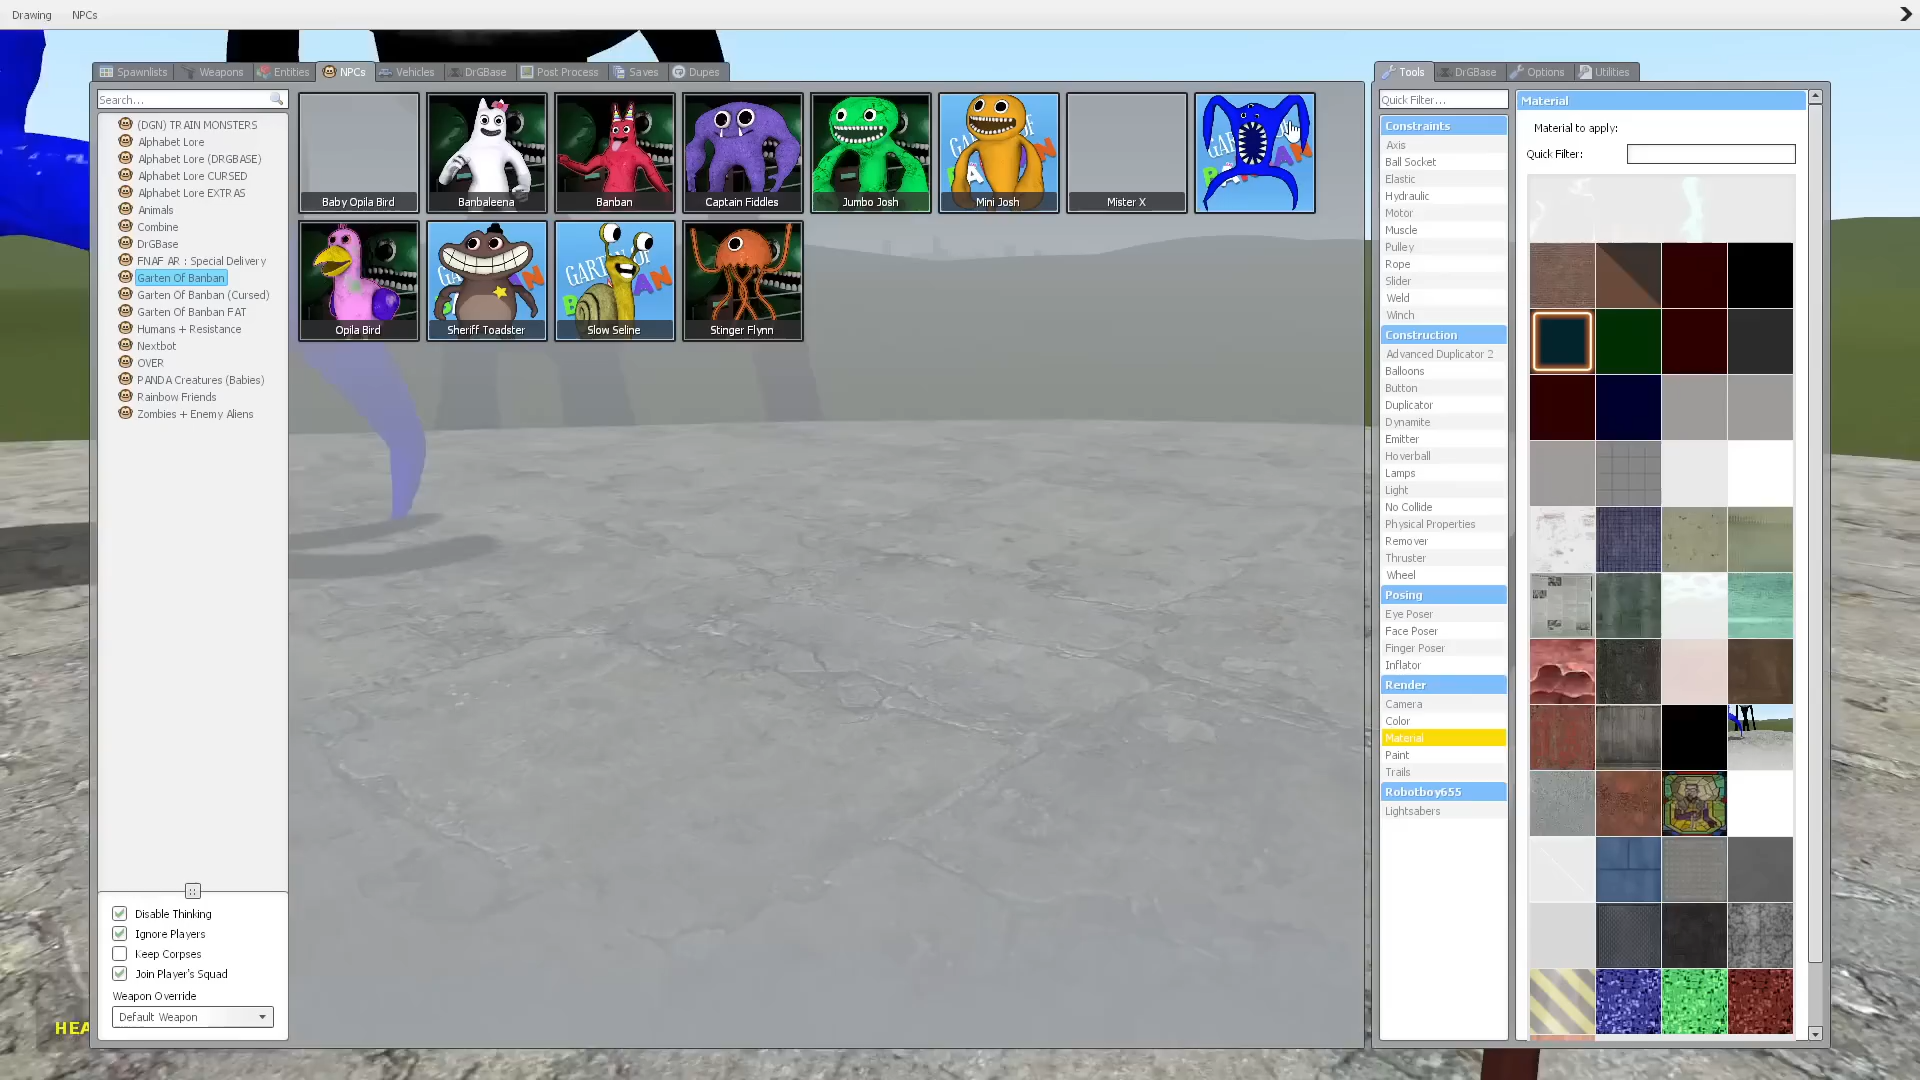 Drawing NPCs
Spawnlists Weapons Entities NPCs Vehicles DrGBase Post Process Saves Dupes
Search...
(DGN) TRAIN MONSTERS
Alphabet Lore
Alphabet Lore (DRGBASE)
Alphabet Lore CURSED
Alphabet Lore EXTRAS
Animals
Combine
DrGBase
FNAF AR : Special Delivery
Garten Of Banban
Garten Of Banban (Cursed)
Garten Of Banban FAT
Humans + Resistance
Nextbot
OVER
PANDA Creatures (Babies)
Rainbow Friends
Zombies + Enemy Aliens
Disable Thinking
Ignore Players
Keep Corpses
Join Player's Squad
Weapon Override
Default Weapon
HEA
Baby Opila Bird Banbaleena Banban Captain Fiddles Jumbo Josh Mini Josh Mister X
Opila Bird Sheriff Toadster Slow Seline Stinger Flynn
Tools DrGBase Options Utilities
Quick Filter...
Constraints
Axis
Ball Socket
Elastic
Hydraulic
Motor
Muscle
Pulley
Rope
Slider
Weld
Winch
Construction
Advanced Duplicator 2
Balloons
Button
Duplicator
Dynamite
Emitter
Hoverball
Lamps
Light
No Collide
Physical Properties
Remover
Thruster
Wheel
Posing
Eye Poser
Face Poser
Finger Poser
Inflator
Render
Camera
Color
Material
Paint
Trails
Robotboy655
Lightsabers
Material
Material to apply:
Quick Filter: